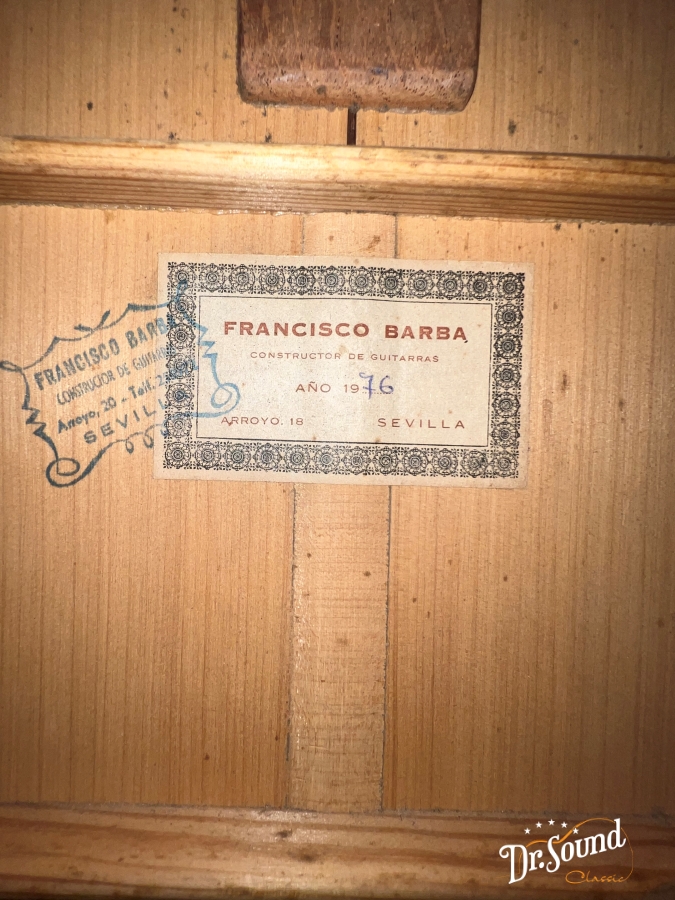 FRANCISCO BARBA
CONSTRUCTOR DE GUITARRAS
AÑO 1976
ARROYO, 18 SEVILLA
FRANCISCO BARBA
CONSTRUCTOR DE
Arroyo, 20 - Telf.
SEVILLA
Dr. Sound
Classic